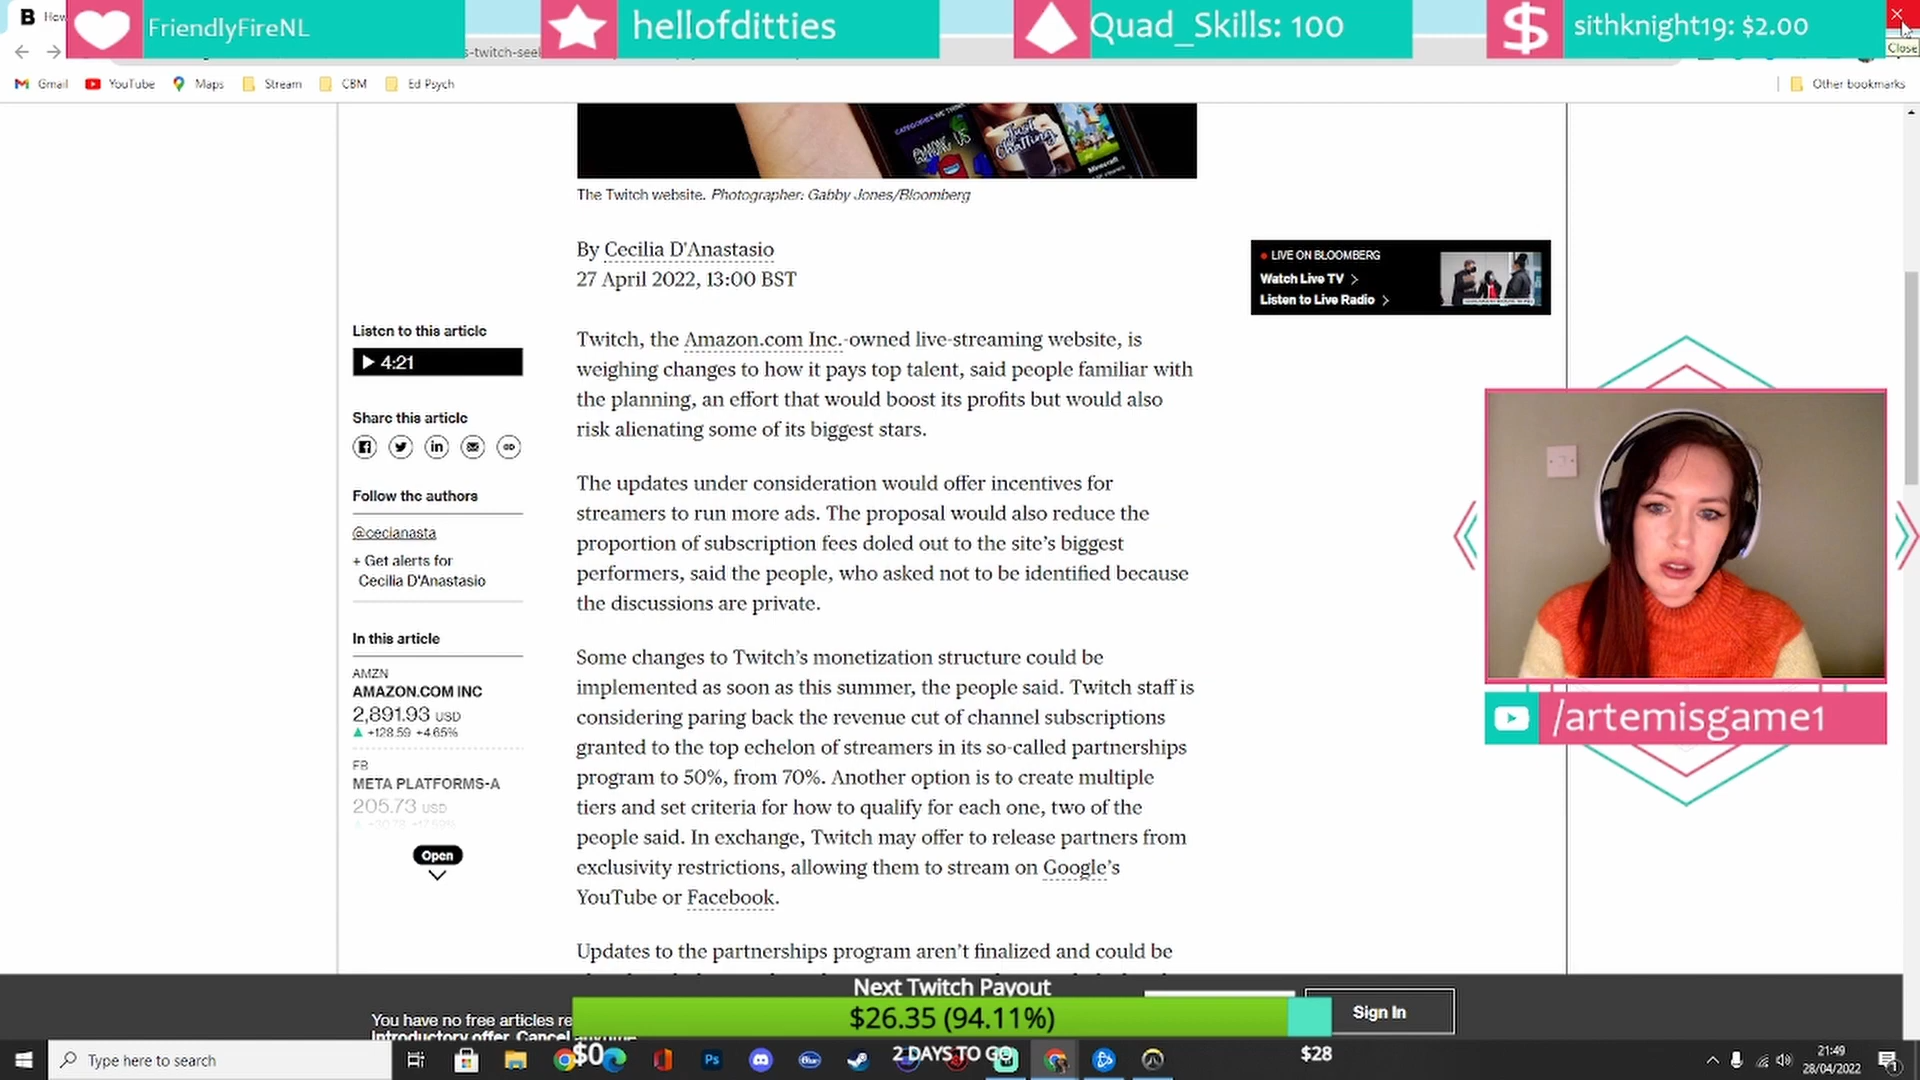 How
FriendlyFireNL
hellofditties
Quad_Skills: 100
sithknight19: $2.00
Close
s-twitch-seek
Gmail
YouTube
Maps
Stream
CBM
Ed Psych
Other bookmarks
AMONG US
Just Chatting
Minecraft
The Twitch website. Photographer: Gabby Jones/Bloomberg
By Cecilia D'Anastasio
27 April 2022, 13:00 BST
LIVE ON BLOOMBERG
Watch Live TV >
Listen to Live Radio >
Listen to this article
4:21
Share this article
Follow the authors
@cecianasta
+ Get alerts for
Cecilia D'Anastasio
In this article
AMZN
AMAZON.COM INC
2,891.93 USD
▲ +128.59 +4.65%
FB
META PLATFORMS-A
205.73 USD
Open
Twitch, the Amazon.com Inc.-owned live-streaming website, is
weighing changes to how it pays top talent, said people familiar with
the planning, an effort that would boost its profits but would also
risk alienating some of its biggest stars.
The updates under consideration would offer incentives for
streamers to run more ads. The proposal would also reduce the
proportion of subscription fees doled out to the site's biggest
performers, said the people, who asked not to be identified because
the discussions are private.
Some changes to Twitch's monetization structure could be
implemented as soon as this summer, the people said. Twitch staff is
considering paring back the revenue cut of channel subscriptions
granted to the top echelon of streamers in its so-called partnerships
program to 50%, from 70%. Another option is to create multiple
tiers and set criteria for how to qualify for each one, two of the
people said. In exchange, Twitch may offer to release partners from
exclusivity restrictions, allowing them to stream on Google's
YouTube or Facebook.
Updates to the partnerships program aren't finalized and could be
/artemisgame1
Next Twitch Payout
$26.35 (94.11%)
You have no free articles re
Introductory offer. Cancel anytime
Sign In
$0
2 DAYS TO GO
$28
Type here to search
21:49
28/04/2022